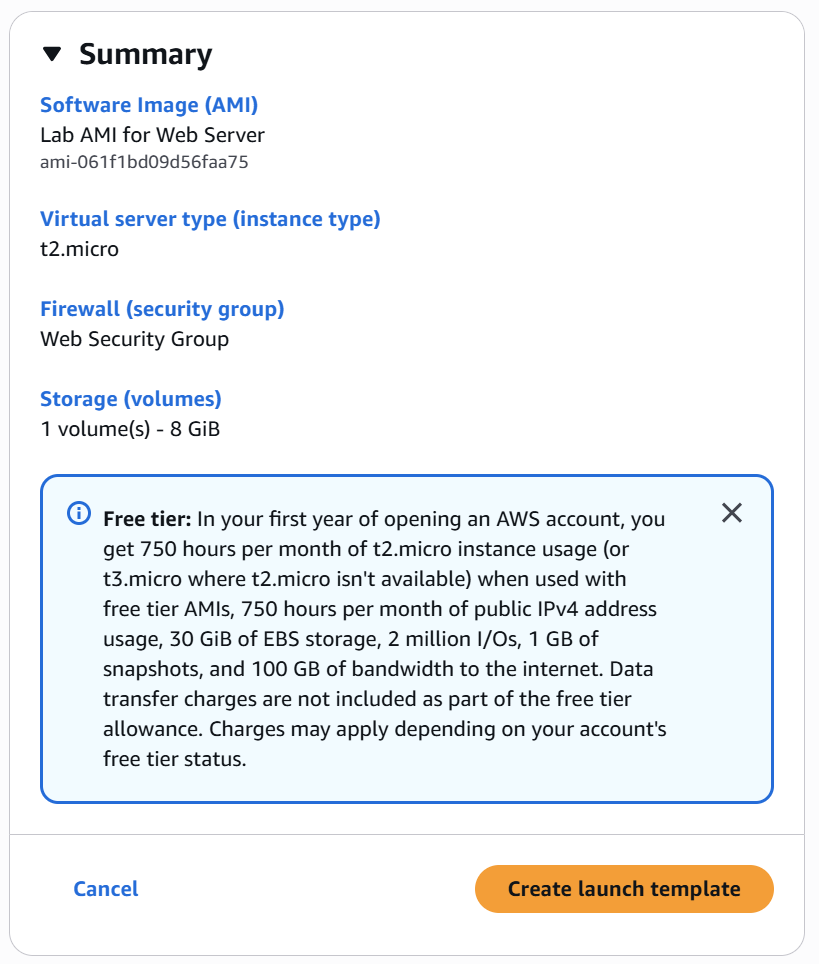 Summary
Software Image (AMI)
Lab AMI for Web Server
ami-061f1bd09d56faa75
Virtual server type (instance type)
t2.micro
Firewall (security group)
Web Security Group
Storage (volumes)
1 volume(s) - 8 GiB
Free tier: In your first year of opening an AWS account, you
get 750 hours per month of t2.micro instance usage (or
t3.micro where t2.micro isn't available) when used with
free tier AMIs, 750 hours per month of public IPv4 address
usage, 30 GiB of EBS storage, 2 million I/Os, 1 GB of
snapshots, and 100 GB of bandwidth to the internet. Data
transfer charges are not included as part of the free tier
allowance. Charges may apply depending on your account's
free tier status.
Cancel
Create launch template